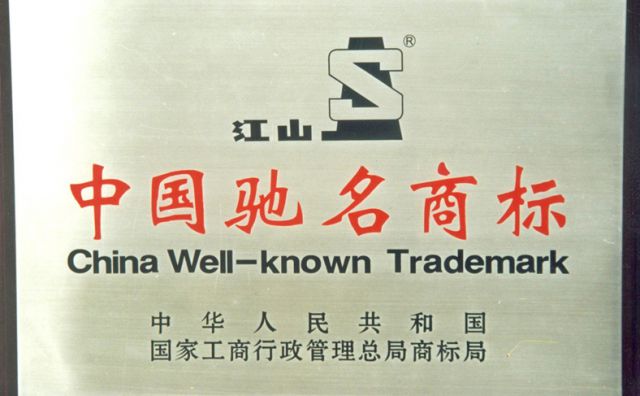 江山 S ®
中国驰名商标
China Well-known Trademark
中华人民共和国
国家工商行政管理总局商标局